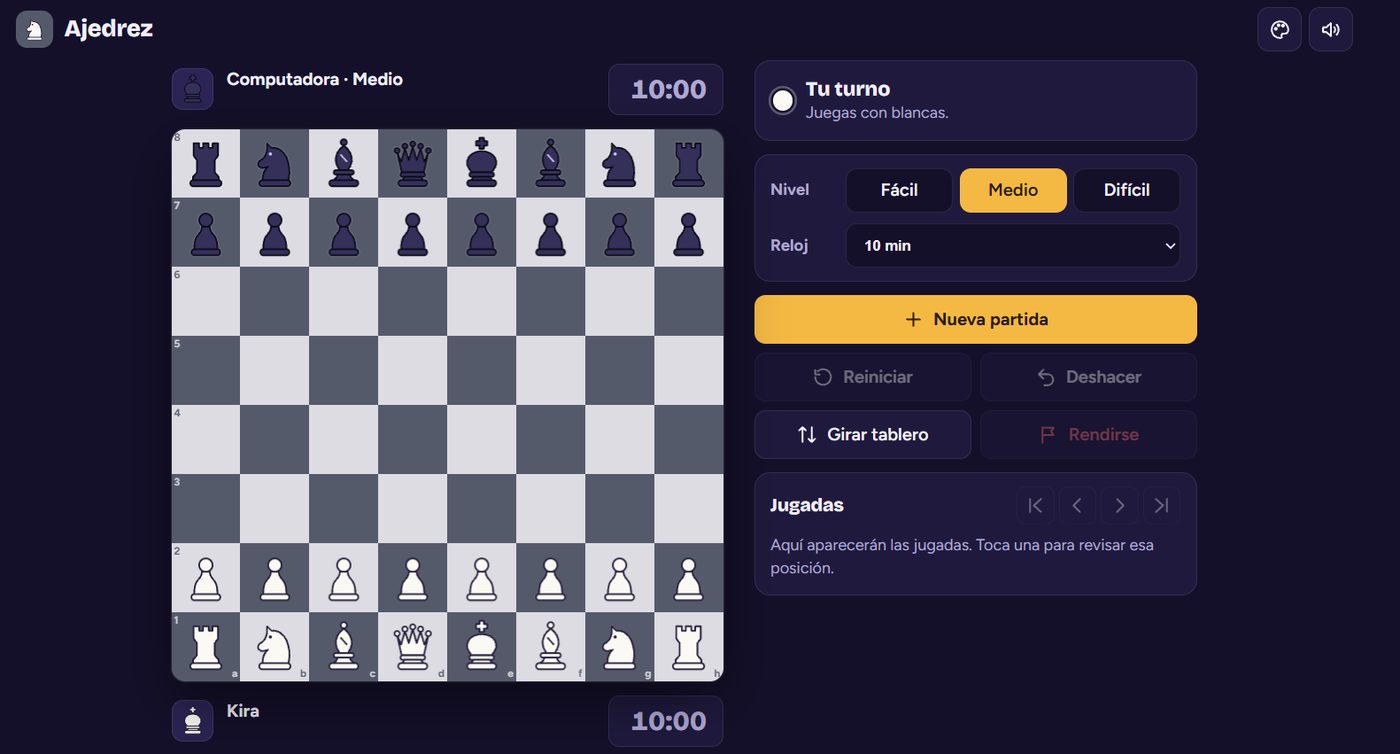 Ajedrez
Computadora · Medio
10:00
8
7
6
5
4
3
2
1
a b c d e f g h
Kira
10:00
Tu turno
Juegas con blancas.
Nivel
Fácil
Medio
Difícil
Reloj
10 min
Nueva partida
Reiniciar
Deshacer
Girar tablero
Rendirse
Jugadas
Aquí aparecerán las jugadas. Toca una para revisar esa
posición.